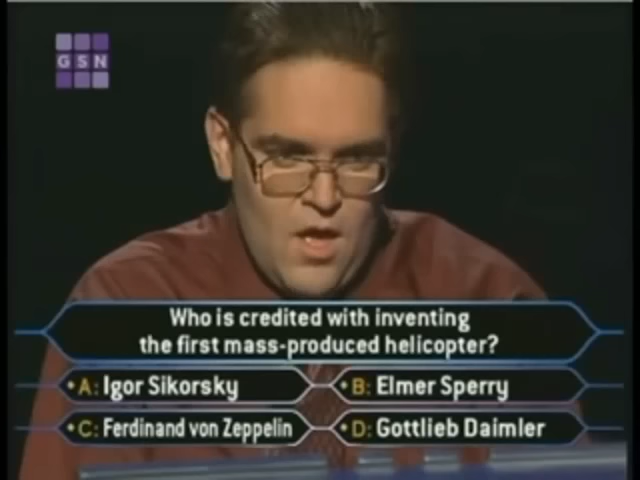 GSN
Who is credited with inventing
the first mass-produced helicopter?
A: Igor Sikorsky
B: Elmer Sperry
C: Ferdinand von Zeppelin
D: Gottlieb Daimler